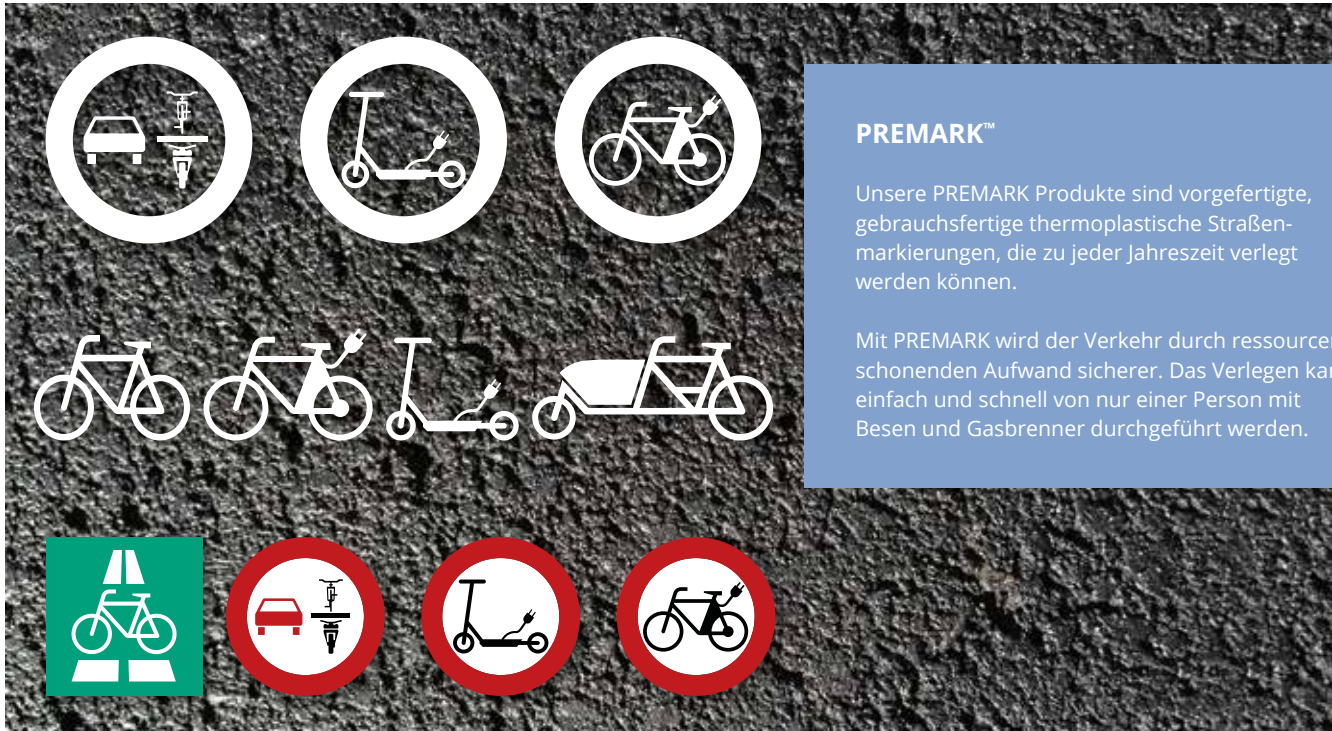 PREMARK™
Unsere PREMARK Produkte sind vorgefertigte,
gebrauchsfertige thermoplastische Straßen-
markierungen, die zu jeder Jahreszeit verlegt
werden können.
Mit PREMARK wird der Verkehr durch ressourcen
schonenden Aufwand sicherer. Das Verlegen
einfach und schnell von nur einer Person mit
Besen und Gasbrenner durchgeführt werden.